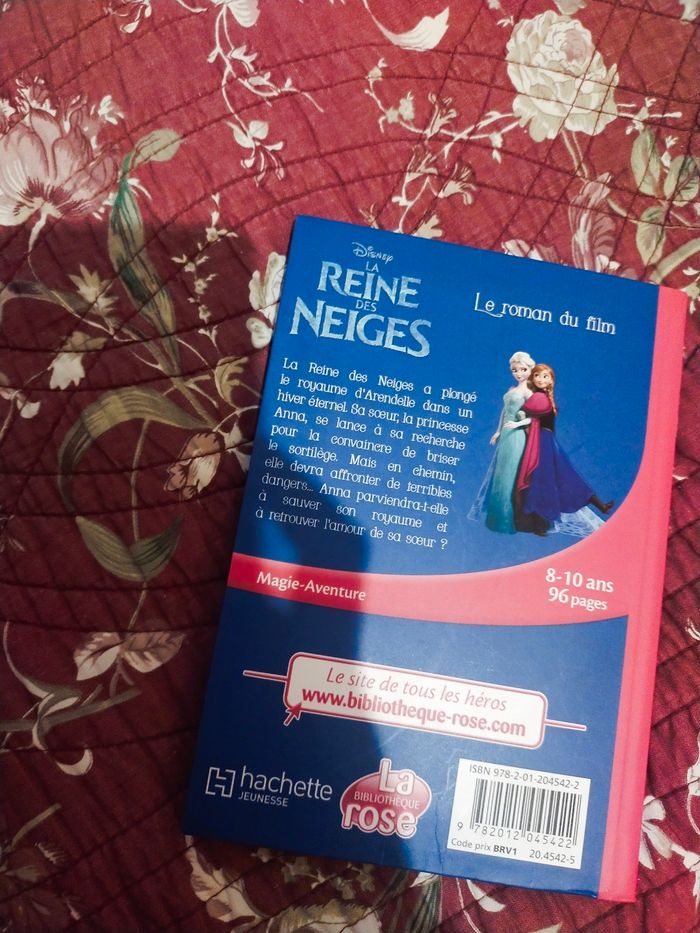 Disney
LA
REINE
DES
NEIGES
Le roman du film
La Reine des Neiges a plongé
le royaume d'Arendelle dans un
hiver éternel. Sa sœur, la princesse
Anna, se lance à sa recherche
pour la convaincre de briser
le sortilège. Mais en chemin,
elle devra affronter de terribles
dangers... Anna parviendra-t-elle
à sauver son royaume et
à retrouver l'amour de sa sœur ?
Magie-Aventure
8-10 ans
96 pages
Le site de tous les héros
www.bibliotheque-rose.com
hachette
JEUNESSE
La
BIBLIOTHÈQUE
rose
ISBN 978-2-01-204542-2
9 782012 045422
Code prix BRV1 20.4542-5